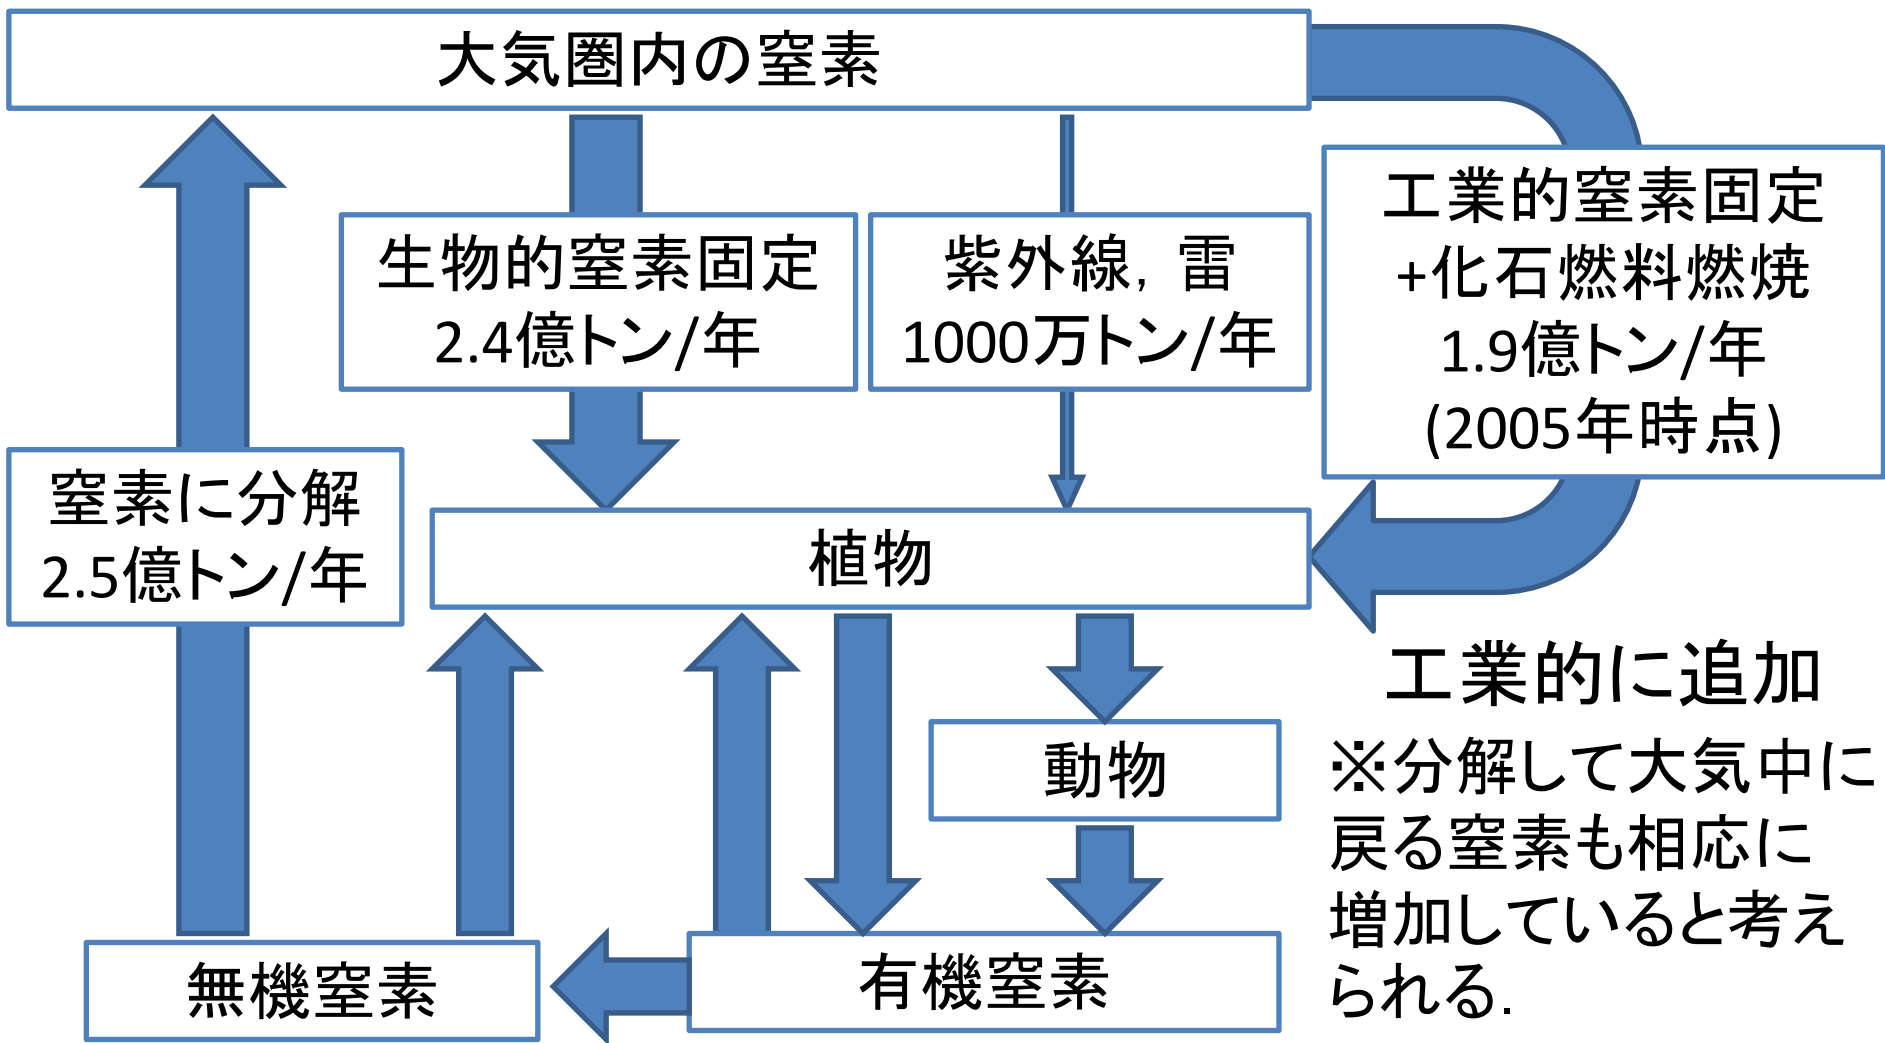 大気圏内の窒素
生物的窒素固定
2.4億トン/年
紫外線，雷
1000万トン/年
工業的窒素固定
+化石燃料燃焼
1.9億トン/年
(2005年時点)
窒素に分解
2.5億トン/年
植物
動物
無機窒素
有機窒素
工業的に追加
※分解して大気中に
戻る窒素も相応に
増加していると考え
られる．